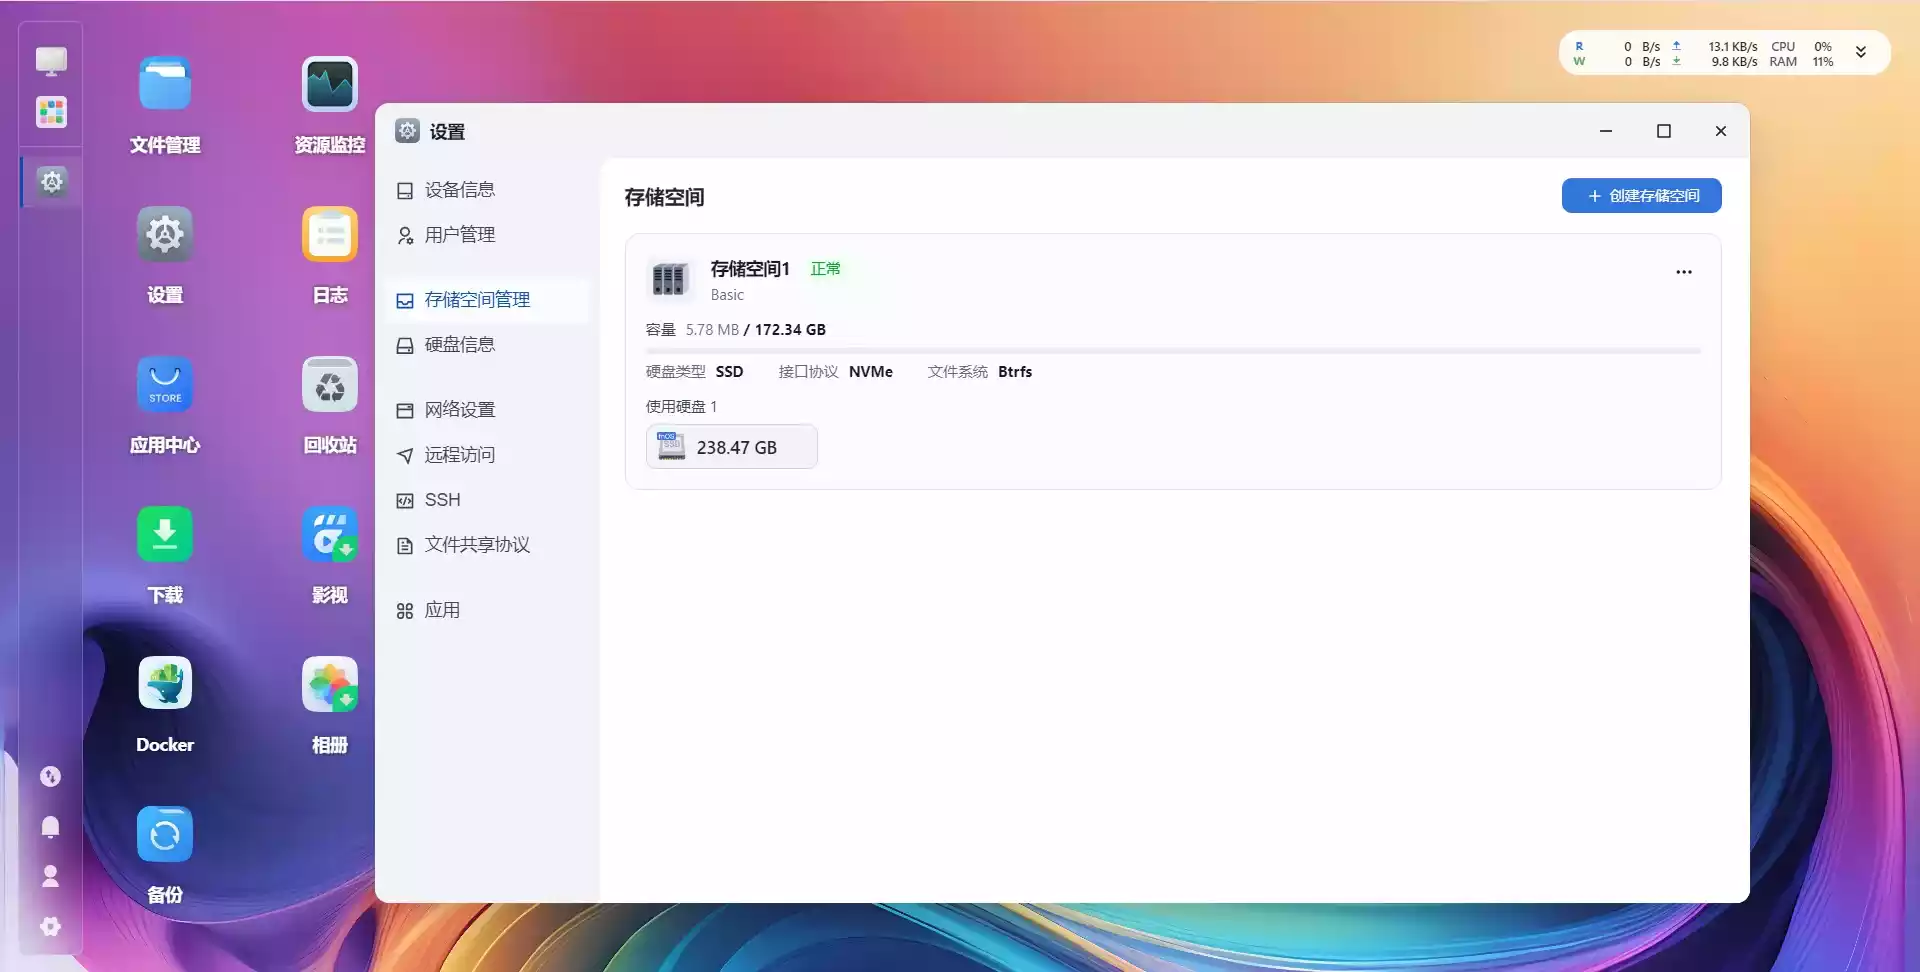 R 0 B/s 13.1 KB/s CPU 0%
W 0 B/s 9.8 KB/s RAM 11%
文件管理
资源监控
设置
日志
STORE
应用中心
回收站
下载
影视
Docker
相册
备份
设置
设备信息
用户管理
存储空间管理
硬盘信息
网络设置
远程访问
SSH
文件共享协议
应用
存储空间
+ 创建存储空间
存储空间1 正常
Basic
容量 5.78 MB / 172.34 GB
硬盘类型 SSD 接口协议 NVMe 文件系统 Btrfs
使用硬盘 1
fnOS
SSD
238.47 GB